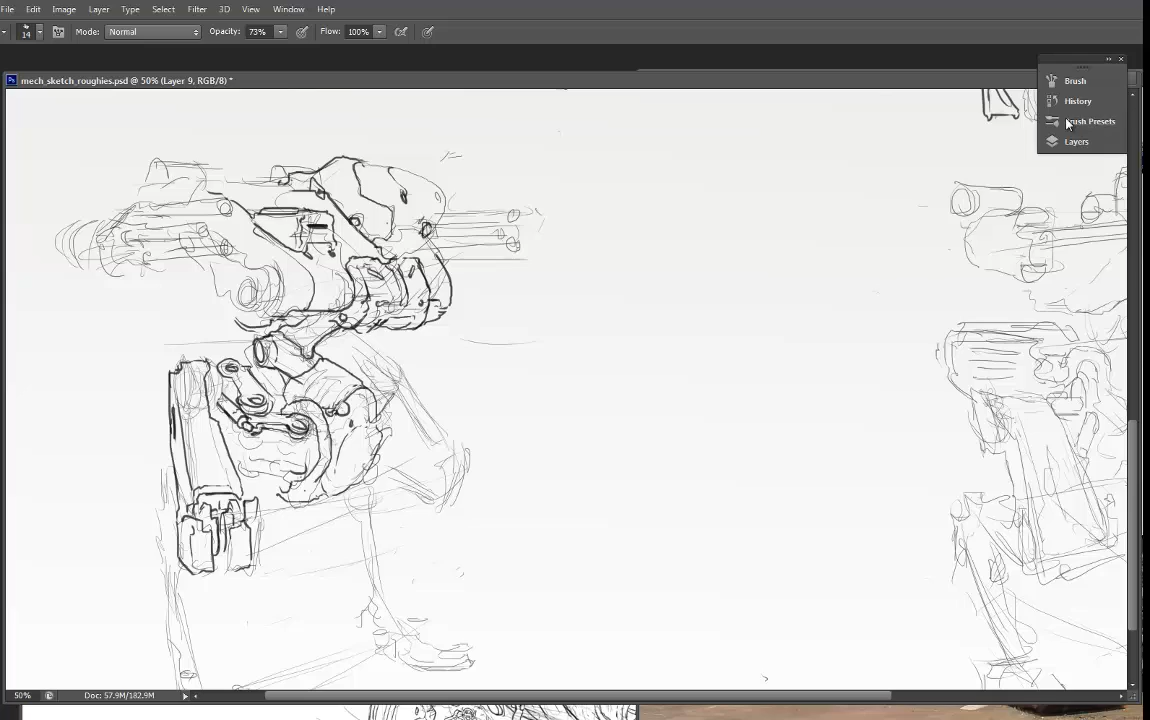 File Edit Image Layer Type Select Filter 3D View Window Help
14 Mode: Normal Opacity: 73% Flow: 100%
mech_sketch_roughies.psd @ 50% (Layer 9, RGB/8) *
Brush
History
Brush Presets
Layers
50% Doc: 57.9M/182.9M